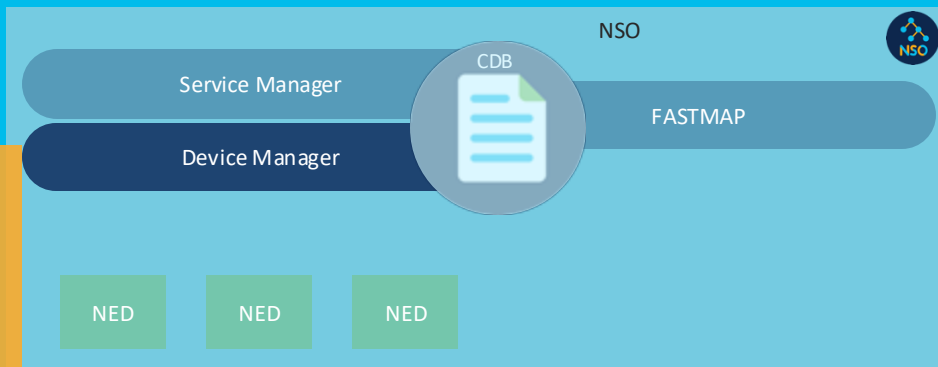 NSO
NSO
CDB
Service Manager
FASTMAP
Device Manager
NED
NED
NED